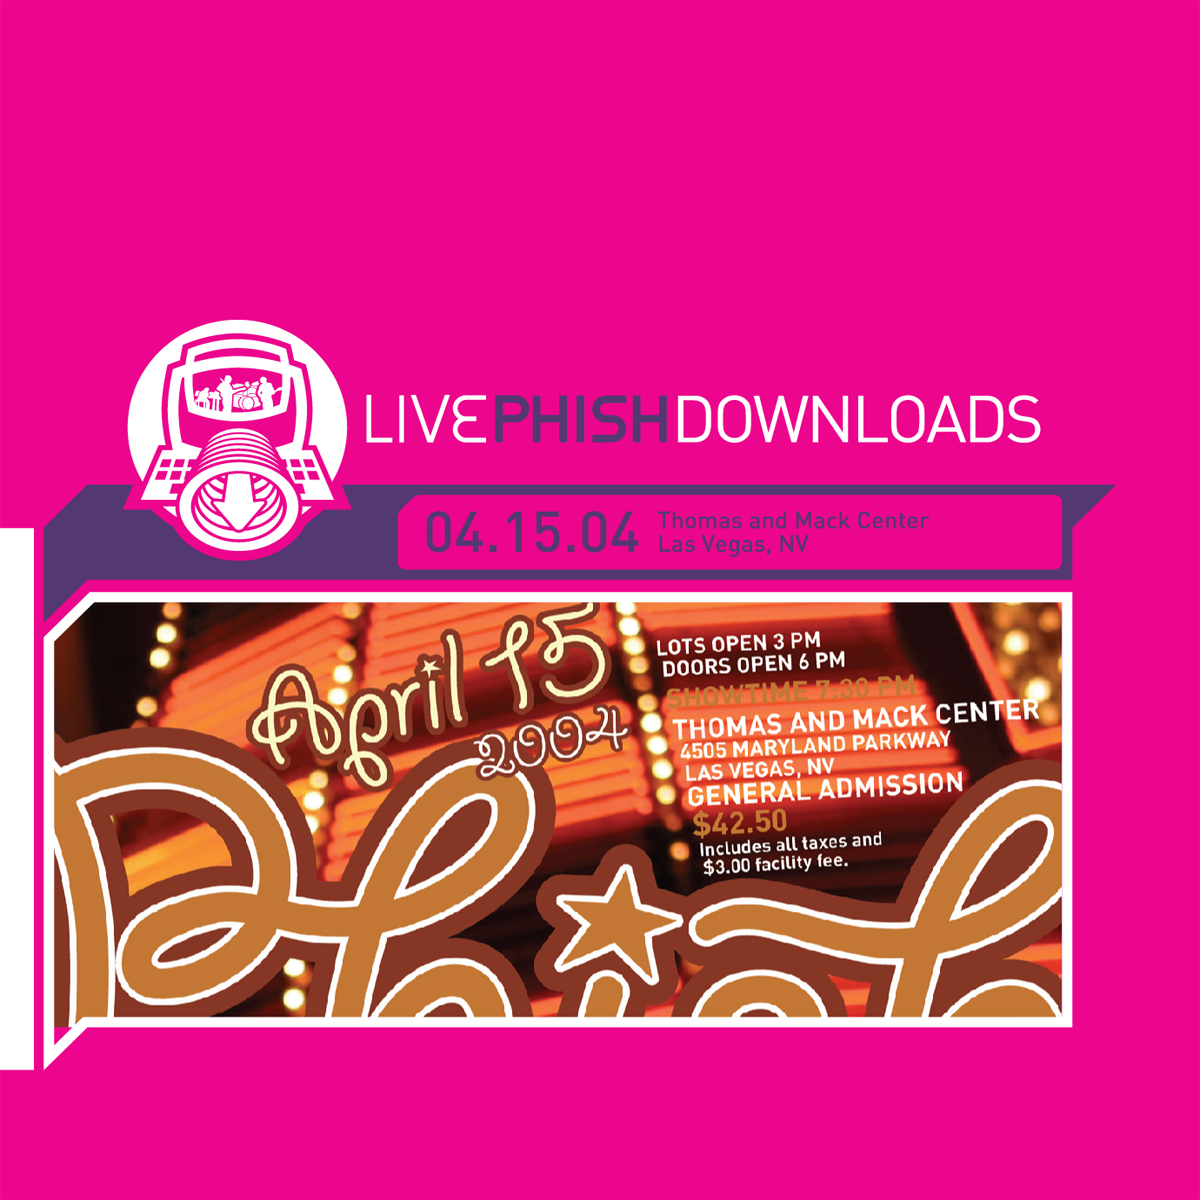 LIVEPHISHDOWNLOADS
04.15.04
Thomas and Mack Center
Las Vegas, NV
April 15
2004
LOTS OPEN 3 PM
DOORS OPEN 6 PM
SHOWTIME 7:30 PM
THOMAS AND MACK CENTER
4505 MARYLAND PARKWAY
LAS VEGAS, NV
GENERAL ADMISSION
$42.50
Includes all taxes and
$3.00 facility fee.
Phish